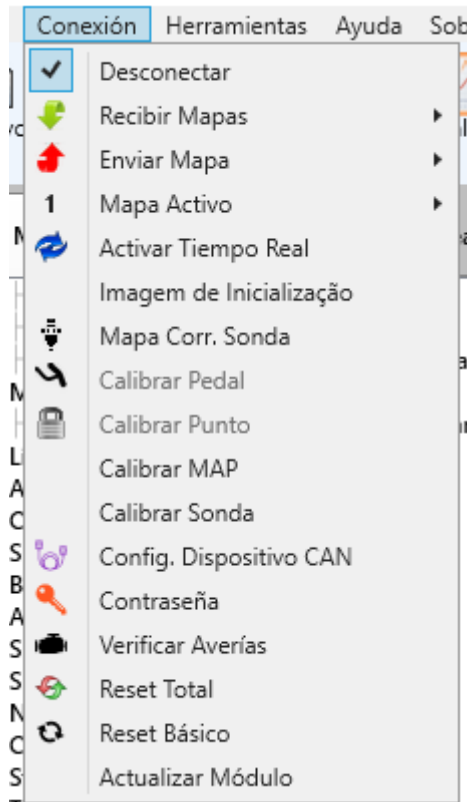 Conexión Herramientas Ayuda
Desconectar
Recibir Mapas
Enviar Mapa
1 Mapa Activo
Activar Tiempo Real
Imagem de Inicialização
Mapa Corr. Sonda
Calibrar Pedal
Calibrar Punto
Calibrar MAP
Calibrar Sonda
Config. Dispositivo CAN
Contraseña
Verificar Averías
Reset Total
Reset Básico
Actualizar Módulo